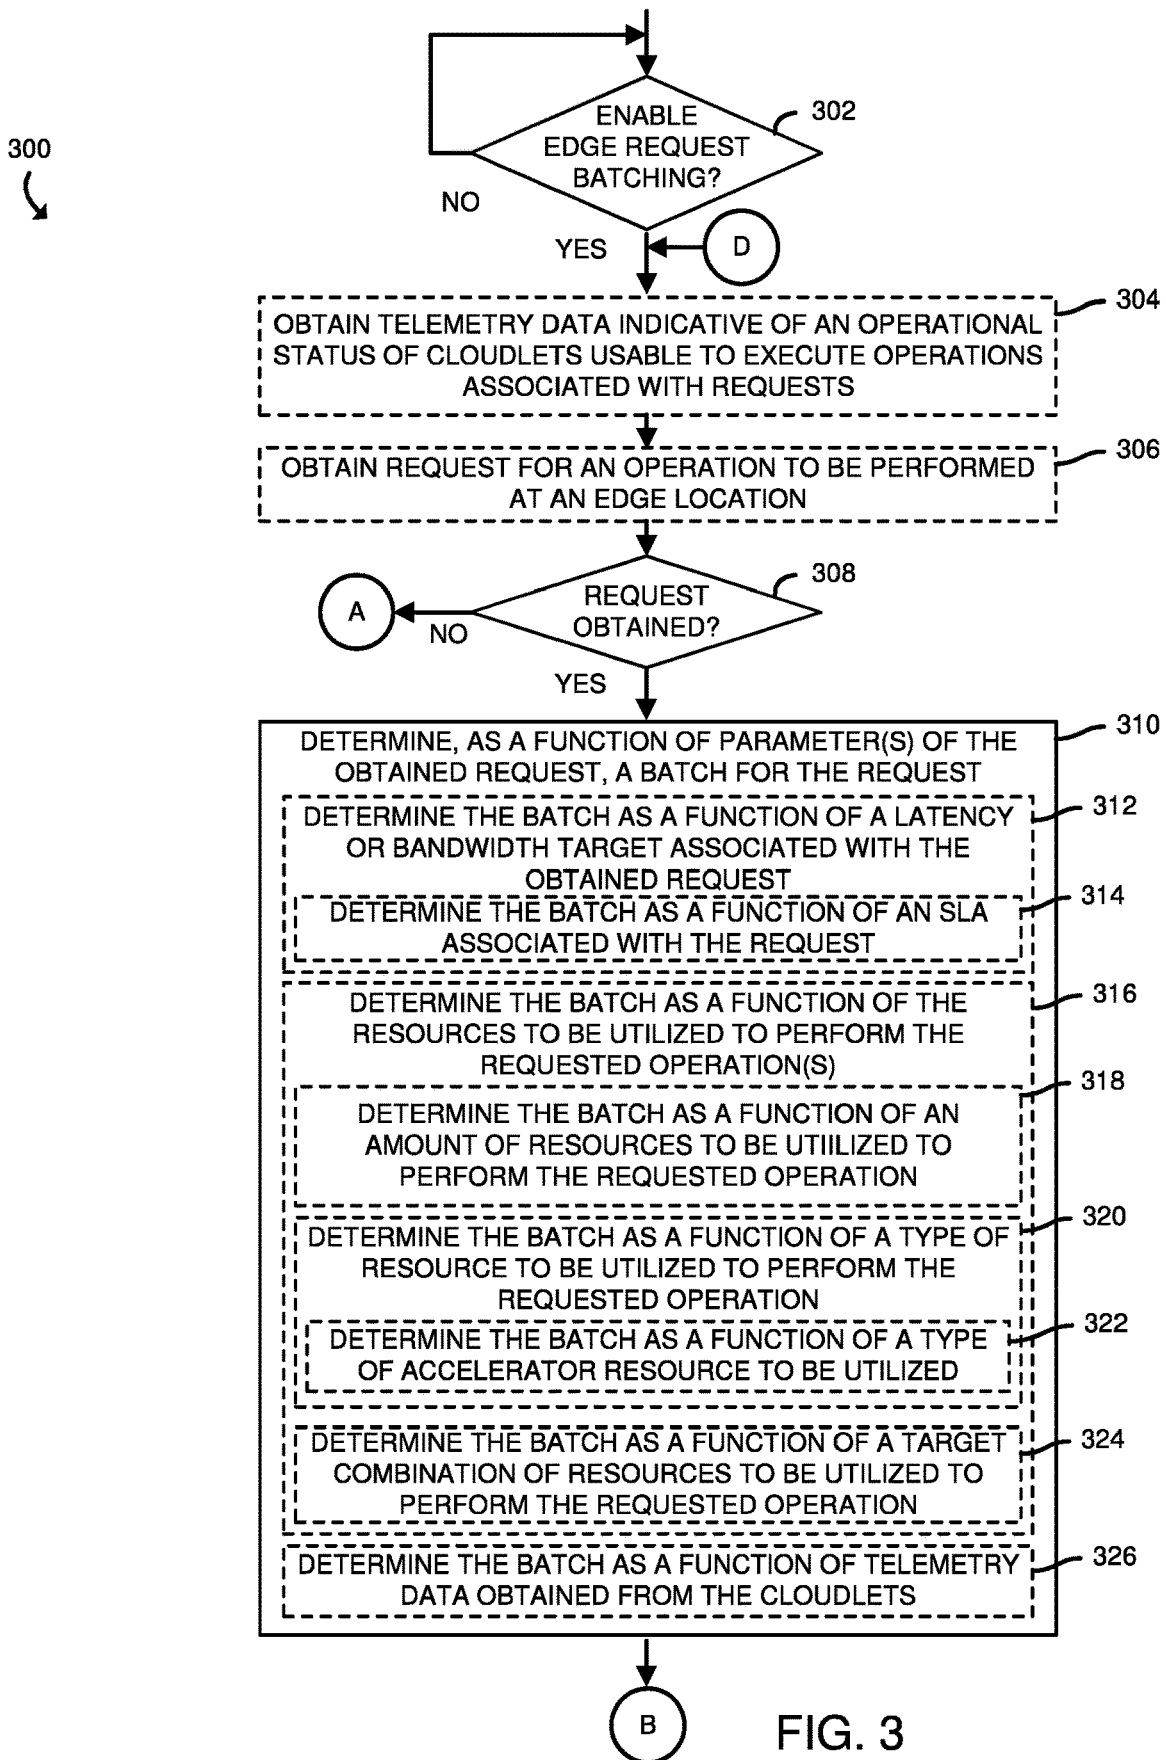 ENABLE
EDGE REQUEST
BATCHING?
302
300
NO
YES
D
304
OBTAIN TELEMETRY DATA INDICATIVE OF AN OPERATIONAL
STATUS OF CLOUDLETS USABLE TO EXECUTE OPERATIONS
ASSOCIATED WITH REQUESTS
306
OBTAIN REQUEST FOR AN OPERATION TO BE PERFORMED
AT AN EDGE LOCATION
308
REQUEST
OBTAINED?
A
NO
YES
310
DETERMINE, AS A FUNCTION OF PARAMETER(S) OF THE
OBTAINED REQUEST, A BATCH FOR THE REQUEST
312
DETERMINE THE BATCH AS A FUNCTION OF A LATENCY
OR BANDWIDTH TARGET ASSOCIATED WITH THE
OBTAINED REQUEST
314
DETERMINE THE BATCH AS A FUNCTION OF AN SLA
ASSOCIATED WITH THE REQUEST
316
DETERMINE THE BATCH AS A FUNCTION OF THE
RESOURCES TO BE UTILIZED TO PERFORM THE
REQUESTED OPERATION(S)
318
DETERMINE THE BATCH AS A FUNCTION OF AN
AMOUNT OF RESOURCES TO BE UTIILIZED TO
PERFORM THE REQUESTED OPERATION
320
DETERMINE THE BATCH AS A FUNCTION OF A TYPE OF
RESOURCE TO BE UTILIZED TO PERFORM THE
REQUESTED OPERATION
322
DETERMINE THE BATCH AS A FUNCTION OF A TYPE
OF ACCELERATOR RESOURCE TO BE UTILIZED
324
DETERMINE THE BATCH AS A FUNCTION OF A TARGET
COMBINATION OF RESOURCES TO BE UTILIZED TO
PERFORM THE REQUESTED OPERATION
326
DETERMINE THE BATCH AS A FUNCTION OF TELEMETRY
DATA OBTAINED FROM THE CLOUDLETS
B
FIG. 3